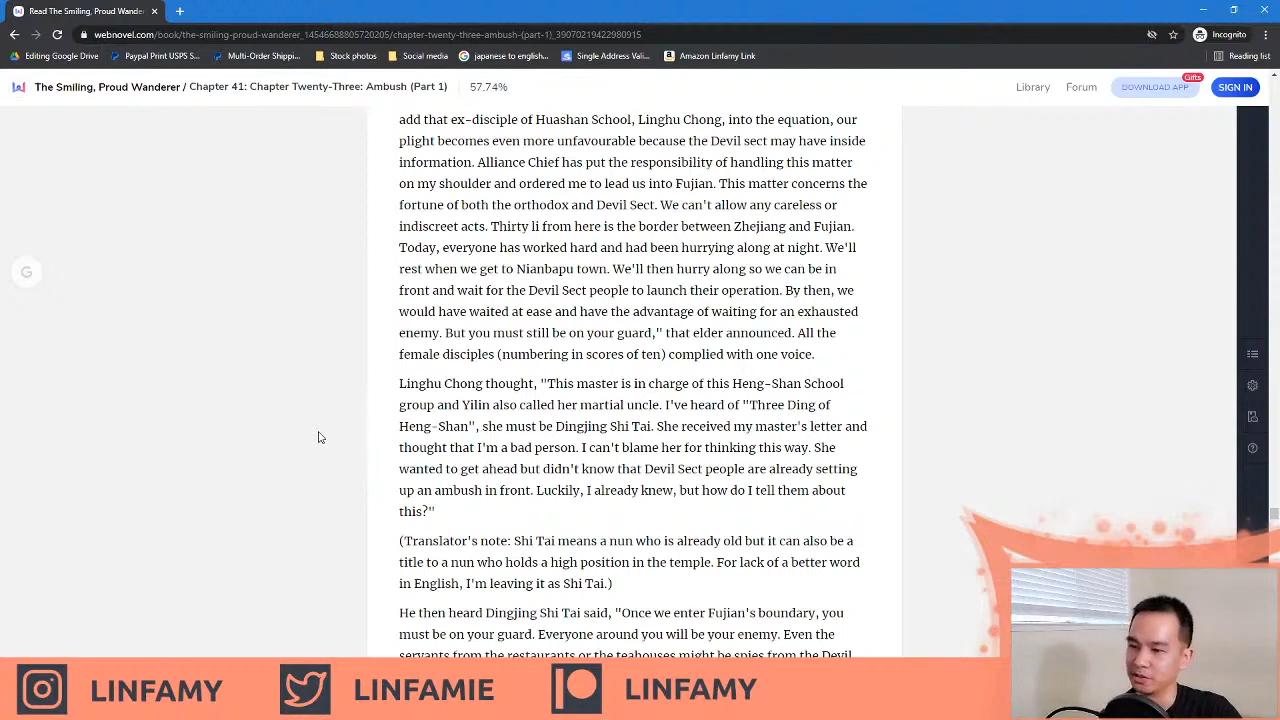 Read The Smiling, Proud Wander
Incognito
webnovel.com/book/the-smiling-proud-wanderer_14546688805720205/chapter-twenty-three-ambush-(part-1)_39070219422980915
Editing Google Drive
Paypal Print USPS S...
Multi-Order Shippi...
Stock photos
Social media
japanese to english...
Single Address Vali...
Amazon Linfamy Link
Reading list
The Smiling, Proud Wanderer / Chapter 41: Chapter Twenty-Three: Ambush (Part 1)
57.74%
Library
Forum
DOWNLOAD APP
Gifts
SIGN IN
add that ex-disciple of Huashan School, Linghu Chong, into the equation, our
plight becomes even more unfavourable because the Devil sect may have inside
information. Alliance Chief has put the responsibility of handling this matter
on my shoulder and ordered me to lead us into Fujian. This matter concerns the
fortune of both the orthodox and Devil Sect. We can't allow any careless or
indiscreet acts. Thirty li from here is the border between Zhejiang and Fujian.
Today, everyone has worked hard and had been hurrying along at night. We'll
rest when we get to Nianbapu town. We'll then hurry along so we can be in
front and wait for the Devil Sect people to launch their operation. By then, we
would have waited at ease and have the advantage of waiting for an exhausted
enemy. But you must still be on your guard," that elder announced. All the
female disciples (numbering in scores of ten) complied with one voice.
Linghu Chong thought, "This master is in charge of this Heng-Shan School
group and Yilin also called her martial uncle. I've heard of "Three Ding of
Heng-Shan", she must be Dingjing Shi Tai. She received my master's letter and
thought that I'm a bad person. I can't blame her for thinking this way. She
wanted to get ahead but didn't know that Devil Sect people are already setting
up an ambush in front. Luckily, I already knew, but how do I tell them about
this?"
(Translator's note: Shi Tai means a nun who is already old but it can also be a
title to a nun who holds a high position in the temple. For lack of a better word
in English, I'm leaving it as Shi Tai.)
He then heard Dingjing Shi Tai said, "Once we enter Fujian's boundary, you
must be on your guard. Everyone around you will be your enemy. Even the
servants from the restaurants or the teahouses might be spies from the Devil
G
LINFAMY
LINFAMIE
LINFAMY